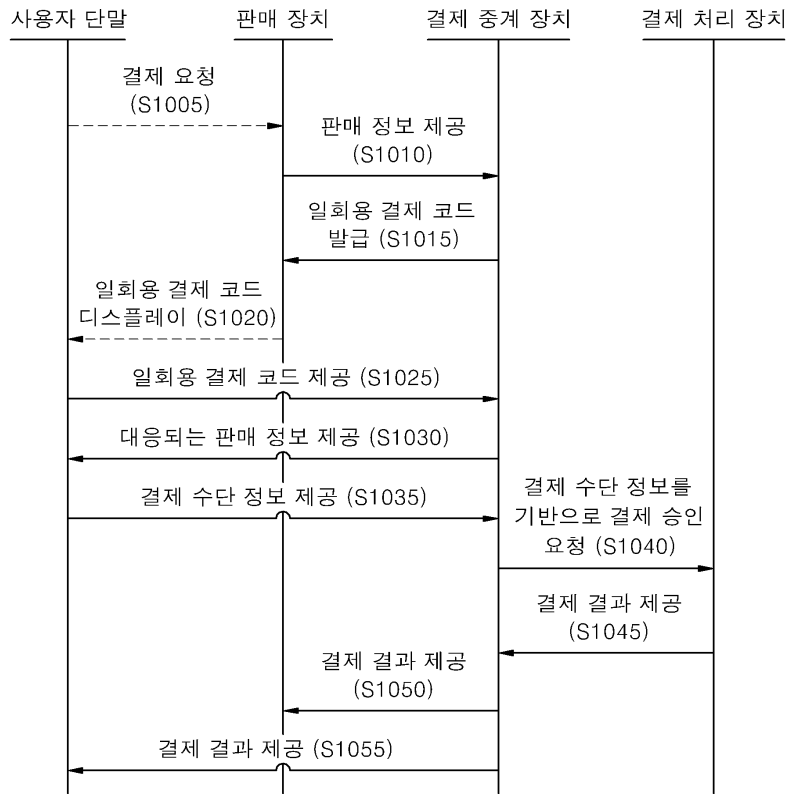 사용자 단말
판매 장치
결제 중계 장치
결제 처리 장치
결제 요청
(S1005)
판매 정보 제공
(S1010)
일회용 결제 코드
발급 (S1015)
일회용 결제 코드
디스플레이 (S1020)
일회용 결제 코드 제공 (S1025)
대응되는 판매 정보 제공 (S1030)
결제 수단 정보 제공 (S1035)
결제 수단 정보를
기반으로 결제 승인
요청 (S1040)
결제 결과 제공
(S1045)
결제 결과 제공
(S1050)
결제 결과 제공 (S1055)